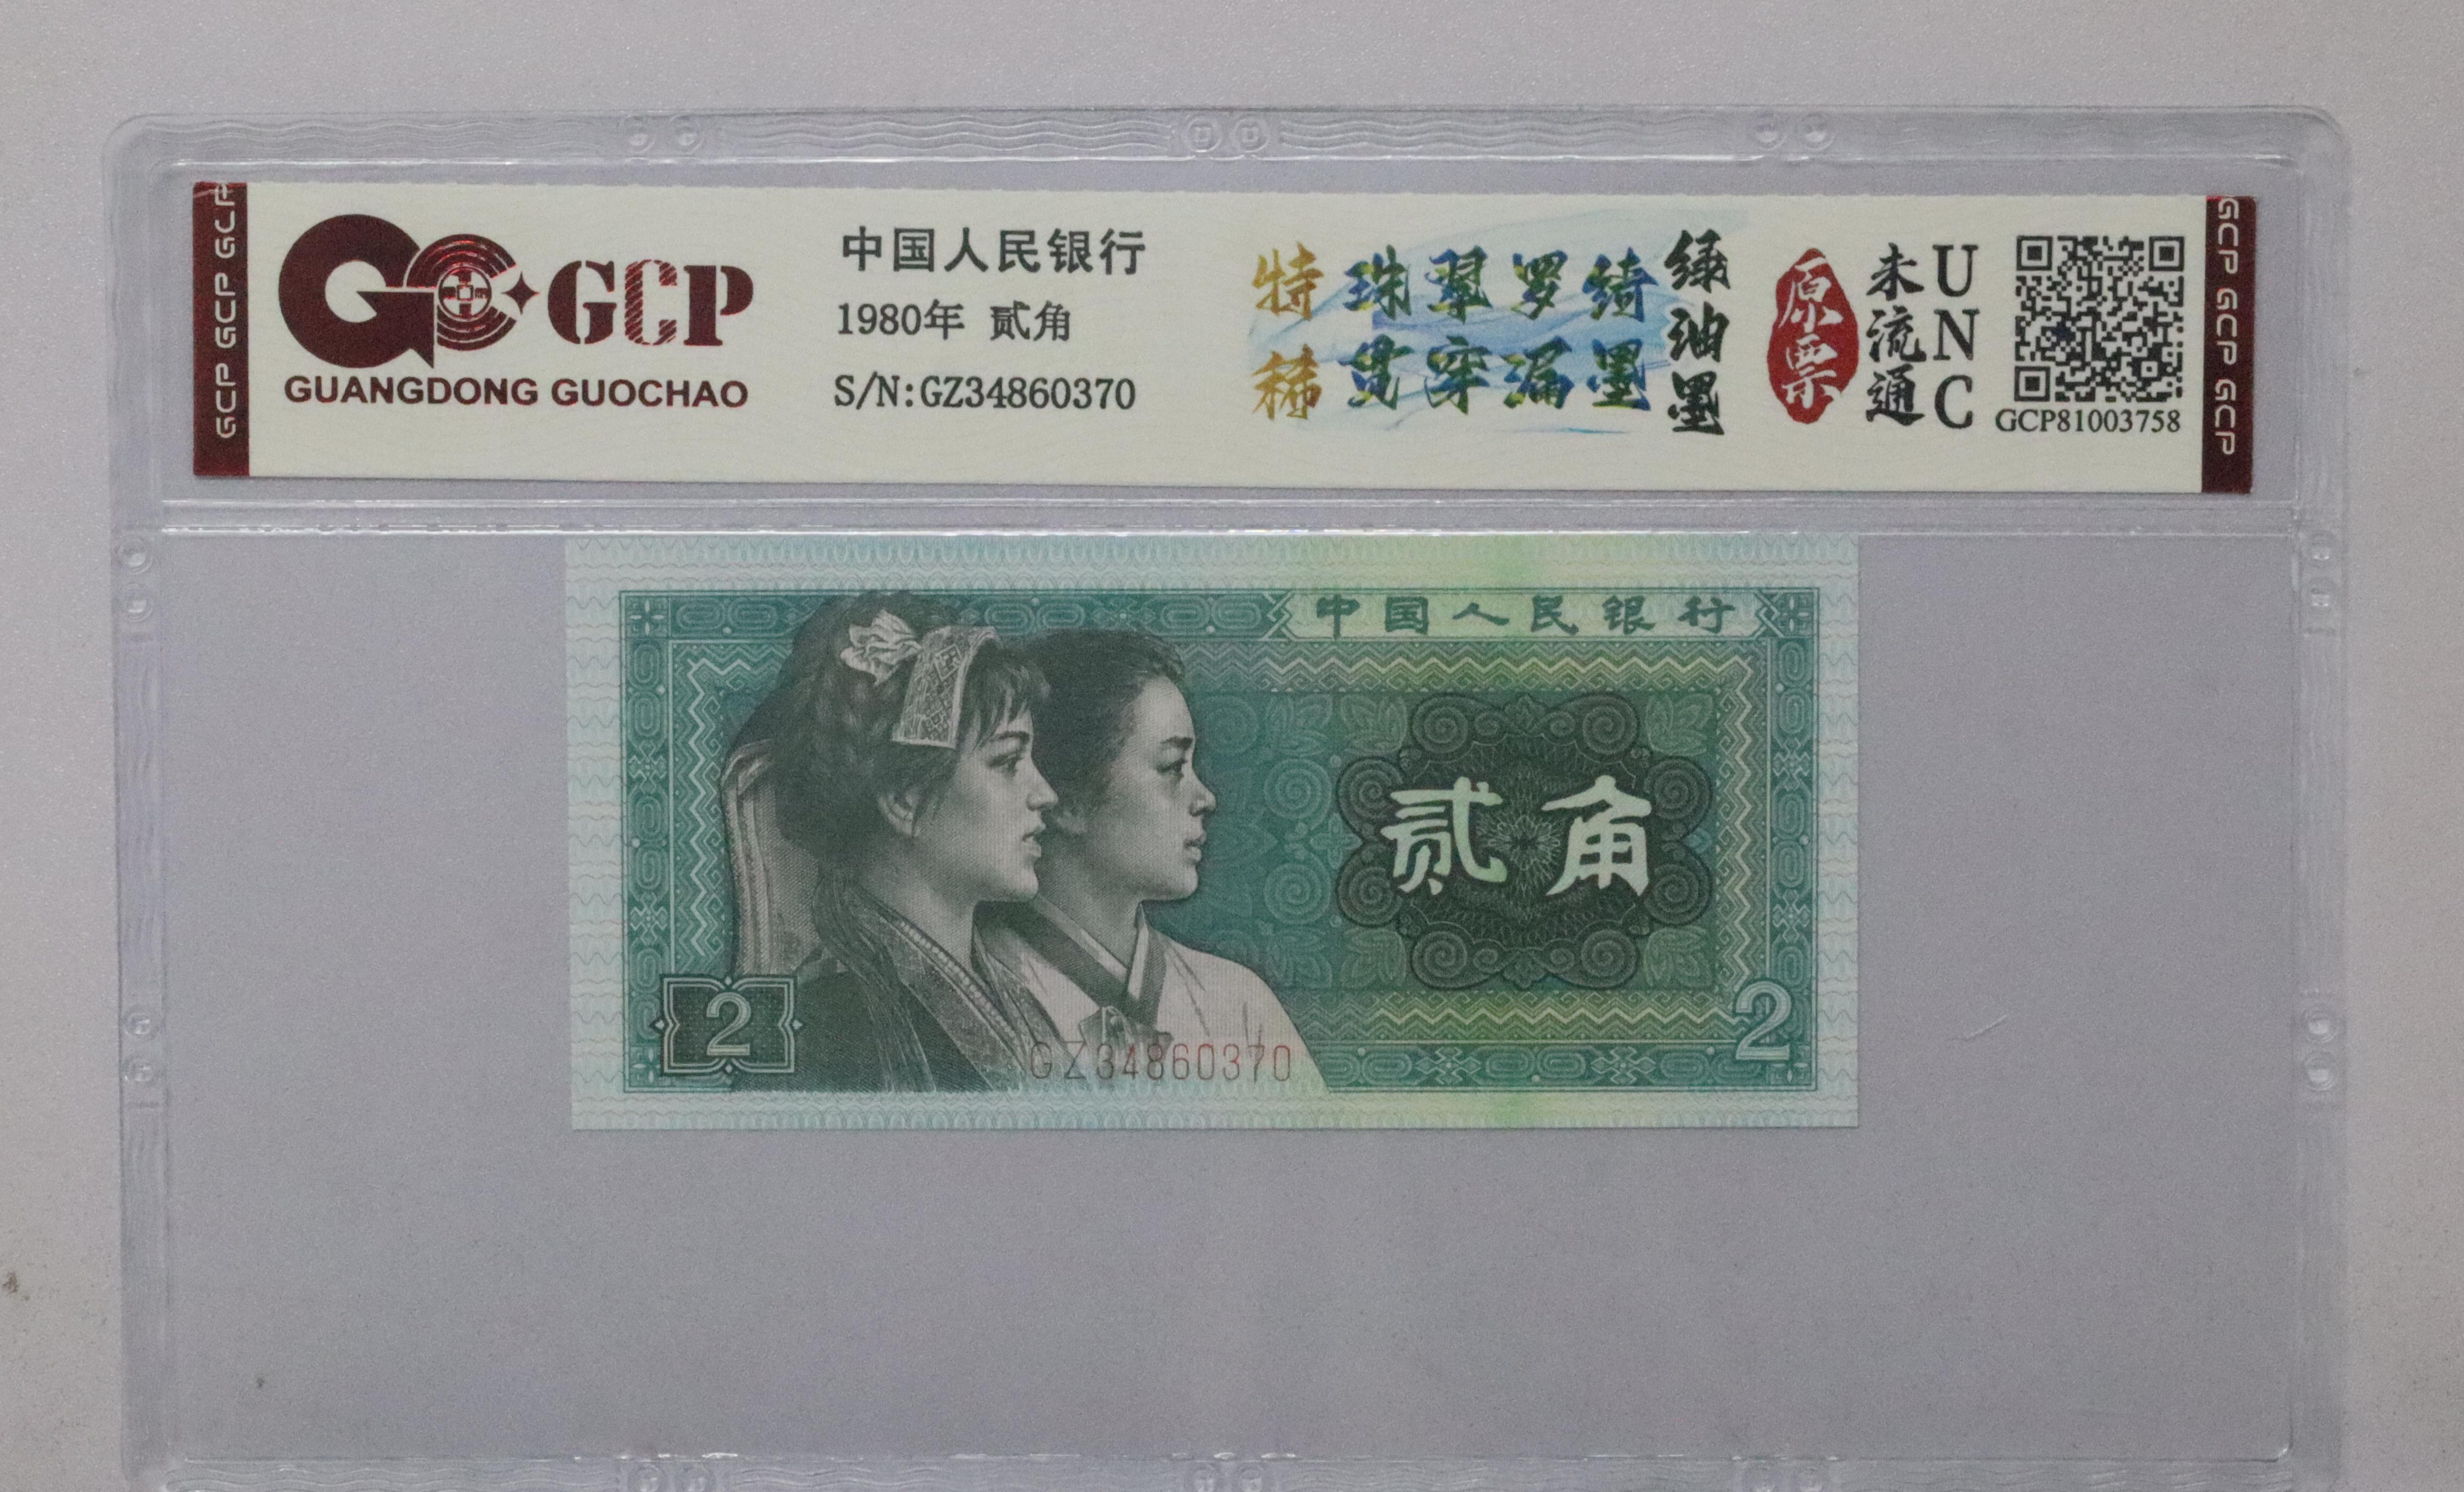 GCP GCP GCP
GCP
GUANGDONG GUOCHAO
中国人民银行
1980年 贰角
S/N:GZ34860370
特稀
珠翠罗绮
贯穿漏墨
绿油墨
原票
未流通
UNC
GCP81003758
GCP GCP GCP
中国人民银行
贰角
2
2
GZ34860370